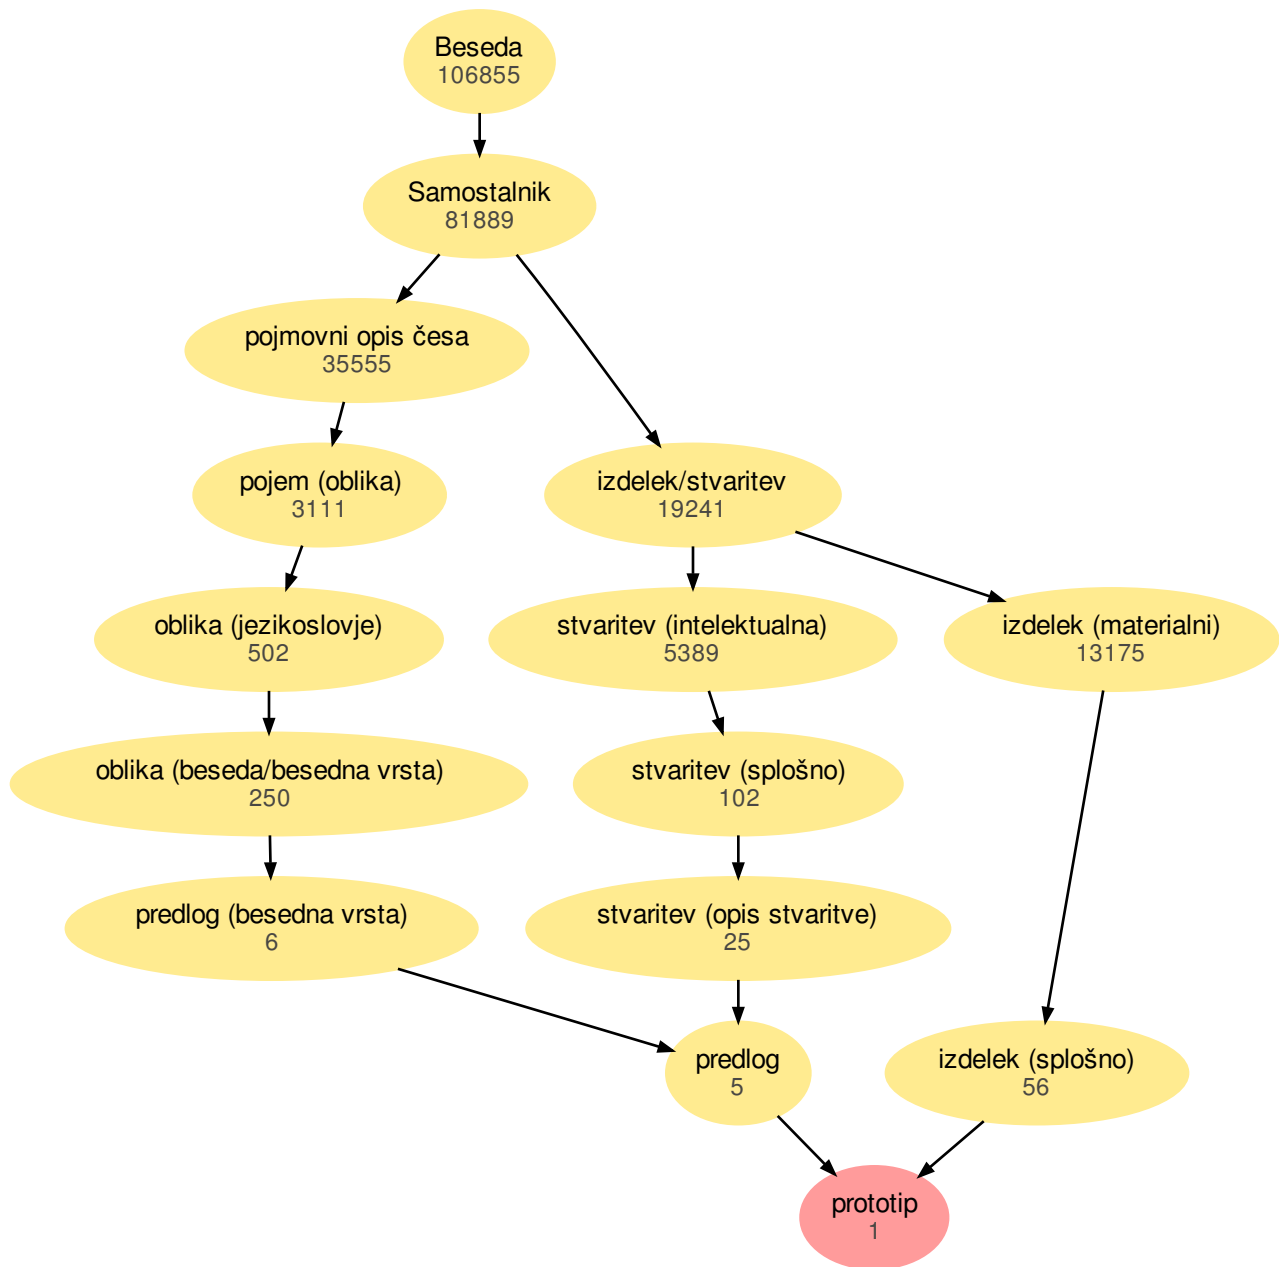 Beseda
106855
Samostalnik
81889
pojmovni opis česa
35555
pojem (oblika)
3111
izdelek/stvaritev
19241
oblika (jezikoslovje)
502
stvaritev (intelektualna)
5389
izdelek (materialni)
13175
oblika (beseda/besedna vrsta)
250
stvaritev (splošno)
102
predlog (besedna vrsta)
6
stvaritev (opis stvaritve)
25
predlog
5
izdelek (splošno)
56
prototip
1